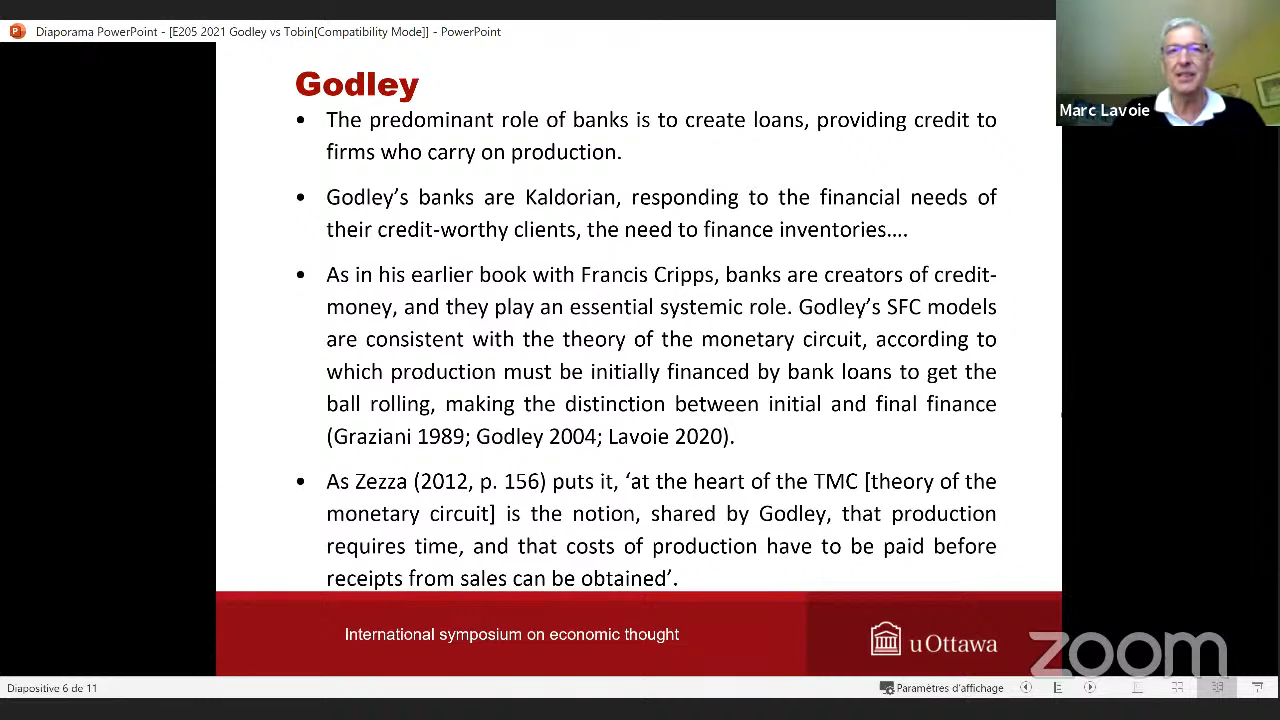 Diaporama PowerPoint - [E205 2021 Godley vs Tobin[Compatibility Mode]] - PowerPoint
Marc Lavoie
Godley
• The predominant role of banks is to create loans, providing credit to
firms who carry on production.
• Godley’s banks are Kaldorian, responding to the financial needs of
their credit-worthy clients, the need to finance inventories….
• As in his earlier book with Francis Cripps, banks are creators of credit-
money, and they play an essential systemic role. Godley’s SFC models
are consistent with the theory of the monetary circuit, according to
which production must be initially financed by bank loans to get the
ball rolling, making the distinction between initial and final finance
(Graziani 1989; Godley 2004; Lavoie 2020).
• As Zezza (2012, p. 156) puts it, ‘at the heart of the TMC [theory of the
monetary circuit] is the notion, shared by Godley, that production
requires time, and that costs of production have to be paid before
receipts from sales can be obtained’.
International symposium on economic thought
uOttawa
zoom
Diapositive 6 de 11
Paramètres d'affichage